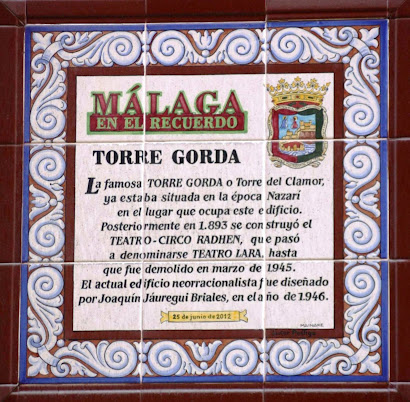 MÁLAGA
EN EL RECUERDO
TORRE GORDA
La famosa TORRE GORDA o Torre del Clamor,
ya estaba situada en la época Nazarí
en el lugar que ocupa este edificio.
Posteriormente en 1.893 se construyó el
TEATRO-CIRCO RADHEN, que pasó
a denominarse TEATRO LARA, hasta
que fue demolido en marzo de 1945.
El actual edificio neorracionalista fue diseñado
por Joaquín Jáuregui Briales, en el año de 1.946.
25 de junio de 2012